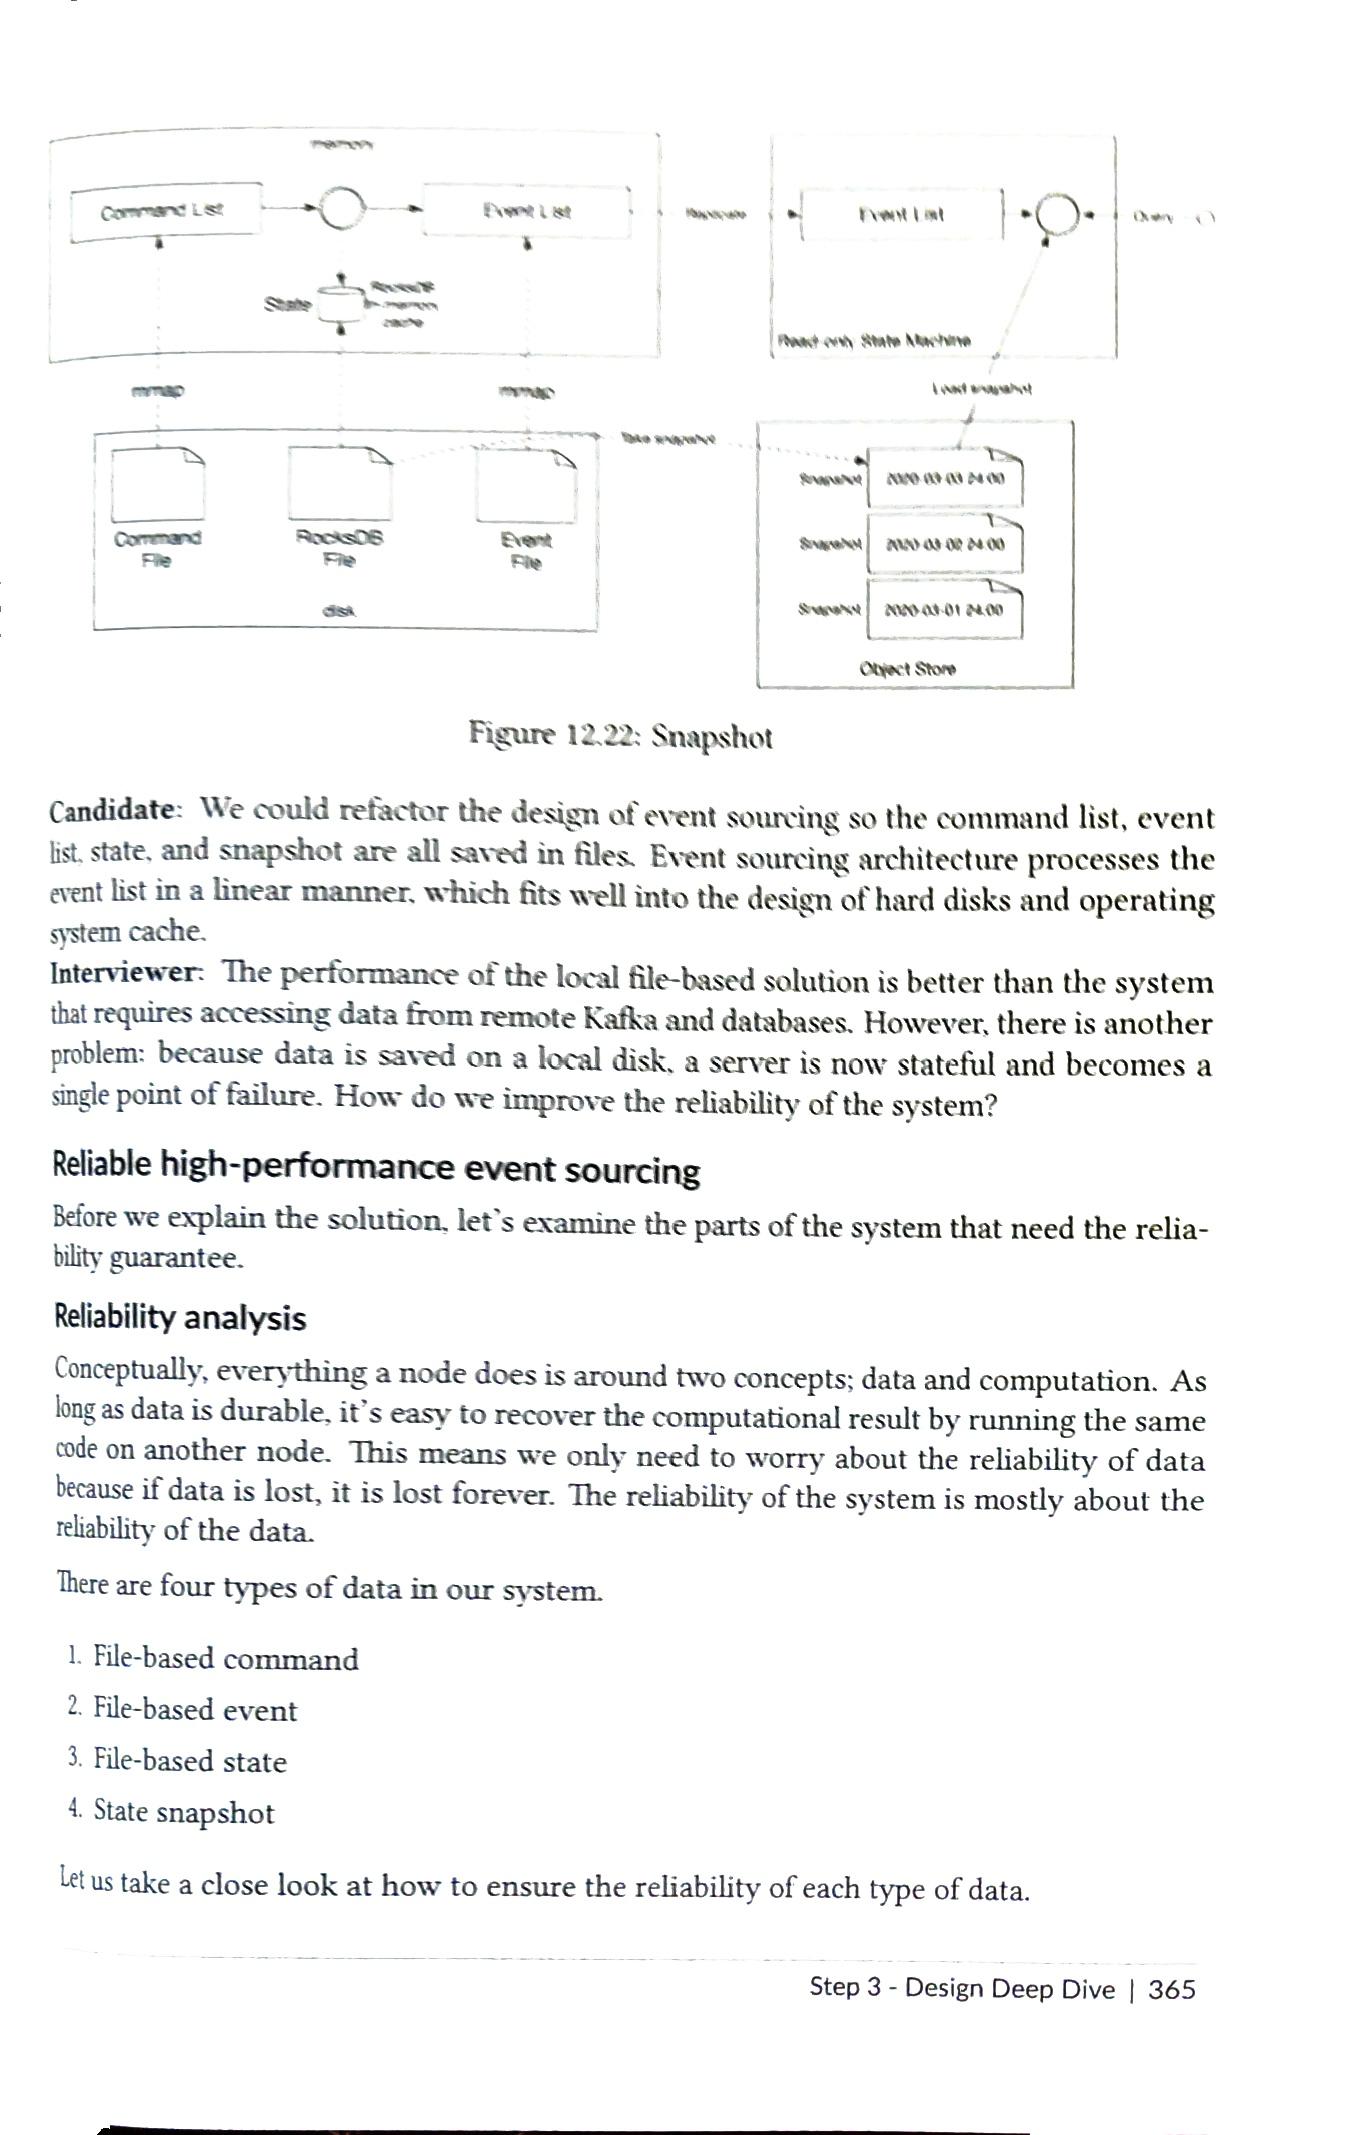 memory
Command List
Event List
Replicate
Event List
Query
State
RocksDB
in-memory
cache
Read-only State Machine
mmap
mmap
Load snapshot
Take snapshot
Snapshot
2020-03-03 24:00
Command
File
RocksDB
File
Event
File
Snapshot
2020-03-02 24:00
disk
Snapshot
2020-03-01 24:00
Object Store
Figure 12.22: Snapshot
Candidate: We could refactor the design of event sourcing so the command list, event
list, state, and snapshot are all saved in files. Event sourcing architecture processes the
event list in a linear manner, which fits well into the design of hard disks and operating
system cache.
Interviewer: The performance of the local file-based solution is better than the system
that requires accessing data from remote Kafka and databases. However, there is another
problem: because data is saved on a local disk, a server is now stateful and becomes a
single point of failure. How do we improve the reliability of the system?
Reliable high-performance event sourcing
Before we explain the solution, let's examine the parts of the system that need the relia-
bility guarantee.
Reliability analysis
Conceptually, everything a node does is around two concepts; data and computation. As
long as data is durable, it's easy to recover the computational result by running the same
code on another node. This means we only need to worry about the reliability of data
because if data is lost, it is lost forever. The reliability of the system is mostly about the
reliability of the data.
There are four types of data in our system.
1. File-based command
2. File-based event
3. File-based state
4. State snapshot
Let us take a close look at how to ensure the reliability of each type of data.
Step 3 - Design Deep Dive | 365